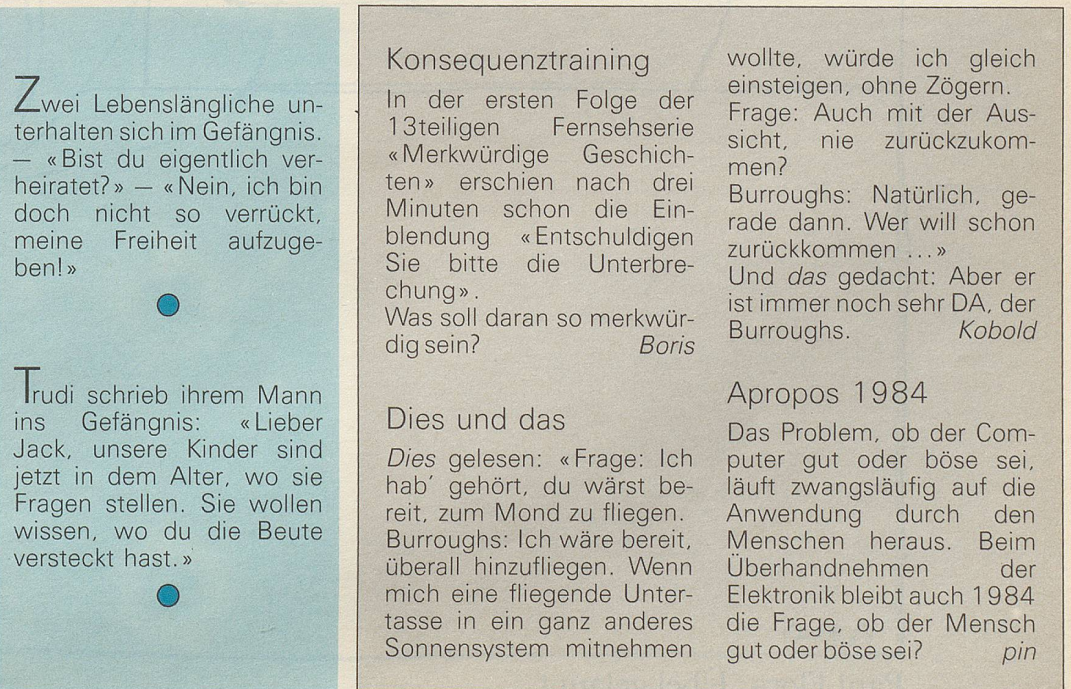 Zwei Lebenslängliche un-
terhalten sich im Gefängnis.
— «Bist du eigentlich ver-
heiratet?» — «Nein, ich bin
doch nicht so verrückt,
meine Freiheit aufzuge-
ben!»
Trudi schrieb ihrem Mann
ins Gefängnis: «Lieber
Jack, unsere Kinder sind
jetzt in dem Alter, wo sie
Fragen stellen. Sie wollen
wissen, wo du die Beute
versteckt hast.»
Konsequenztraining
In der ersten Folge der
13teiligen Fernsehserie
«Merkwürdige Geschich-
ten» erschien nach drei
Minuten schon die Ein-
blendung «Entschuldigen
Sie bitte die Unterbre-
chung».
Was soll daran so merkwür-
dig sein? Boris
Dies und das
Dies gelesen: «Frage: Ich
hab' gehört, du wärst be-
reit, zum Mond zu fliegen.
Burroughs: Ich wäre bereit,
überall hinzufliegen. Wenn
mich eine fliegende Unter-
tasse in ein ganz anderes
Sonnensystem mitnehmen
wollte, würde ich gleich
einsteigen, ohne Zögern.
Frage: Auch mit der Aus-
sicht, nie zurückzukom-
men?
Burroughs: Natürlich, ge-
rade dann. Wer will schon
zurückkommen ...»
Und das gedacht: Aber er
ist immer noch sehr DA, der
Burroughs. Kobold
Apropos 1984
Das Problem, ob der Com-
puter gut oder böse sei,
läuft zwangsläufig auf die
Anwendung durch den
Menschen heraus. Beim
Überhandnehmen der
Elektronik bleibt auch 1984
die Frage, ob der Mensch
gut oder böse sei? pin